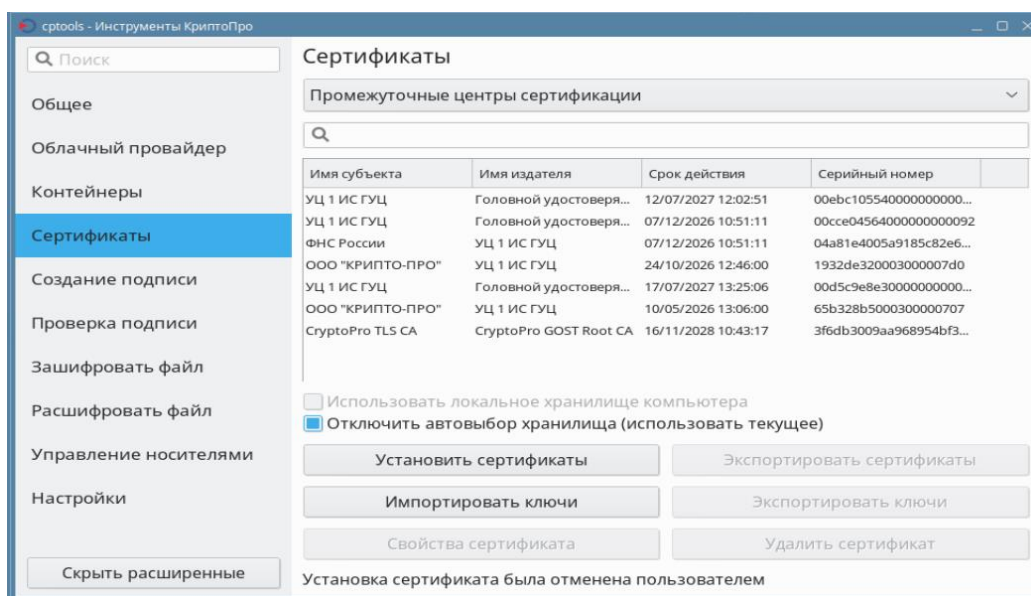 cptools - Инструменты КриптоПро
Поиск
Общее
Облачный провайдер
Контейнеры
Сертификаты
Создание подписи
Проверка подписи
Зашифровать файл
Расшифровать файл
Управление носителями
Настройки
Скрыть расширенные
Сертификаты
Промежуточные центры сертификации
Имя субъекта Имя издателя Срок действия Серийный номер
УЦ 1 ИС ГУЦ Головной удостоверя... 12/07/2027 12:02:51 00ebc105540000000000...
УЦ 1 ИС ГУЦ Головной удостоверя... 07/12/2026 10:51:11 00cce04564000000000092
ФНС России УЦ 1 ИС ГУЦ 07/12/2026 10:51:11 04a81e4005a9185c82e6...
ООО "КРИПТО-ПРО" УЦ 1 ИС ГУЦ 24/10/2026 12:46:00 1932de320003000007d0
УЦ 1 ИС ГУЦ Головной удостоверя... 17/07/2027 13:25:06 00d5c9e8e30000000000...
ООО "КРИПТО-ПРО" УЦ 1 ИС ГУЦ 10/05/2026 13:06:00 65b328b5000300000707
CryptoPro TLS CA CryptoPro GOST Root CA 16/11/2028 10:43:17 3f6db3009aa968954bf3...
Использовать локальное хранилище компьютера
Отключить автовыбор хранилища (использовать текущее)
Установить сертификаты Экспортировать сертификаты
Импортировать ключи Экспортировать ключи
Свойства сертификата Удалить сертификат
Установка сертификата была отменена пользователем